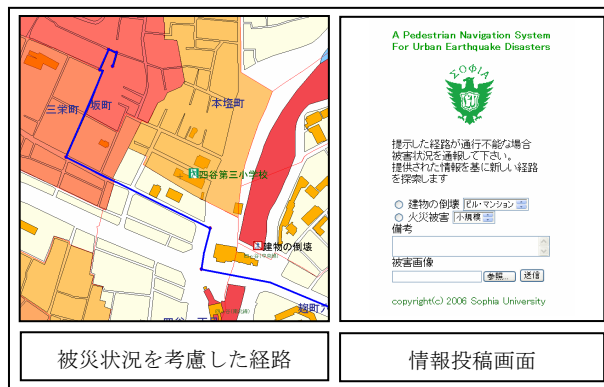 三栄町
坂町
本塩町
四谷第三小学校
建物の倒壊
麹町六
被災状況を考慮した経路
A Pedestrian Navigation System
For Urban Earthquake Disasters
ΣΟΦΙΑ
提示した経路が通行不能な場合
被害状況を通報して下さい。
提供された情報を基に新しい経路
を探索します
建物の倒壊 ビル・マンション
火災被害 小規模
備考
被害画像
参照... 送信
copyright(c) 2006 Sophia University
情報投稿画面